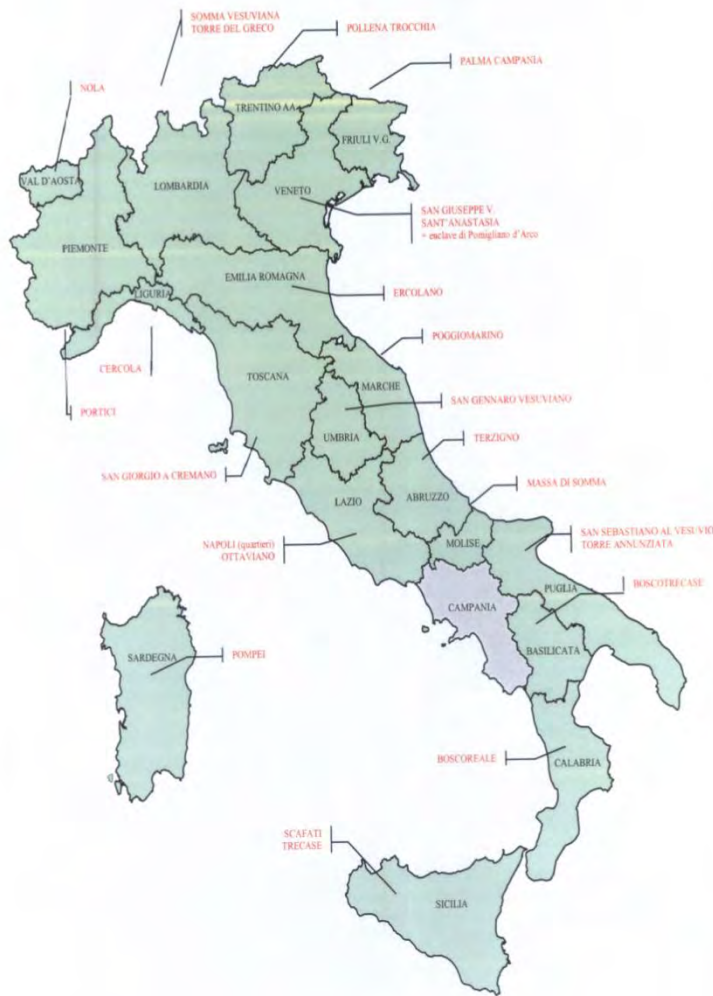 SOMMA VESUVIANA
TORRE DEL GRECO
POLLENA TROCCHIA
PALMA CAMPANIA
NOLA
TRENTINO AA.
FRIULI V.G.
VAL D'AOSTA
LOMBARDIA
VENETO
SAN GIUSEPPE V.
SANT'ANASTASIA
+ enclave di Pomigliano d'Arco
PIEMONTE
EMILIA ROMAGNA
LIGURIA
ERCOLANO
POGGIOMARINO
CERCOLA
TOSCANA
MARCHE
SAN GENNARO VESUVIANO
PORTICI
UMBRIA
TERZIGNO
SAN GIORGIO A CREMANO
LAZIO
ABRUZZO
MASSA DI SOMMA
NAPOLI (quartieri)
OTTAVIANO
MOLISE
SAN SEBASTIANO AL VESUVIO
TORRE ANNUNZIATA
PUGLIA
BOSCOTRECASE
CAMPANIA
BASILICATA
SARDEGNA
POMPEI
BOSCOREALE
CALABRIA
SCAFATI
TRECASE
SICILIA